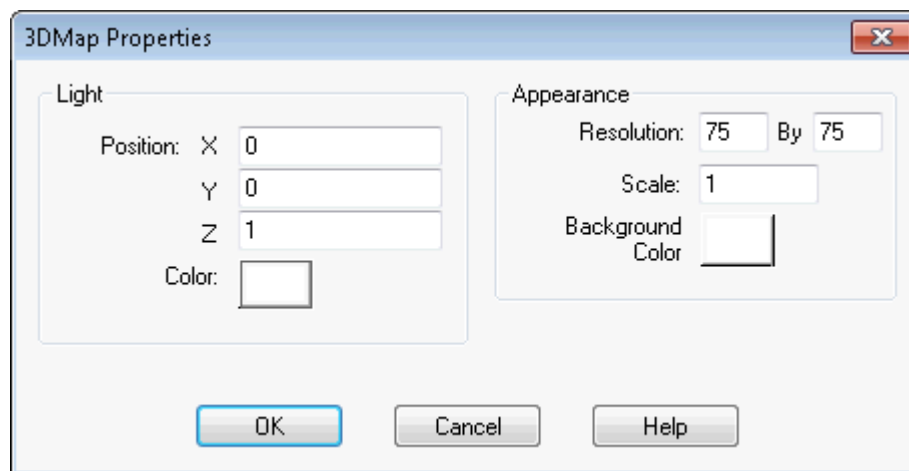 3DMap Properties
Light
Position: X 0
Y 0
Z 1
Color:
Appearance
Resolution: 75 By 75
Scale: 1
Background
Color
OK Cancel Help